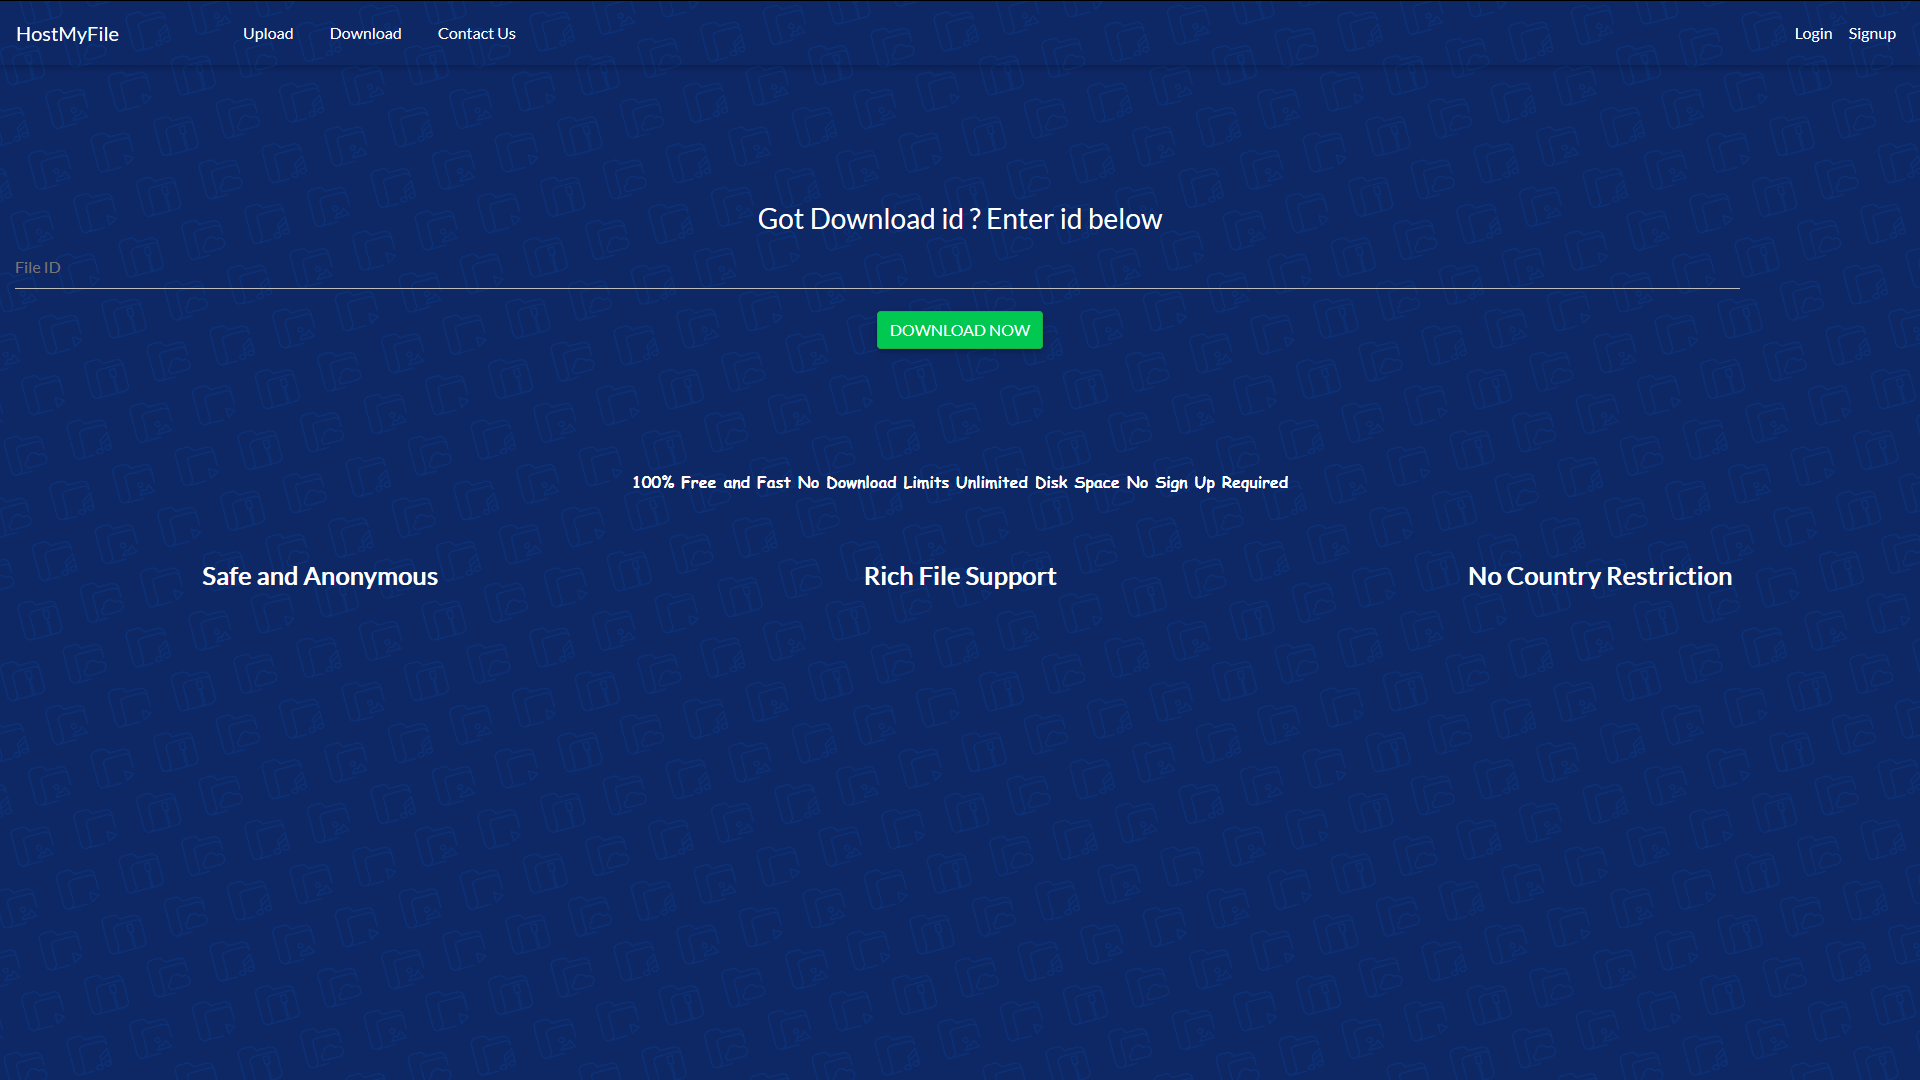 HostMyFile Upload Download Contact Us Login Signup
Got Download id ? Enter id below
File ID
DOWNLOAD NOW
100% Free and Fast No Download Limits Unlimited Disk Space No Sign Up Required
Safe and Anonymous Rich File Support No Country Restriction